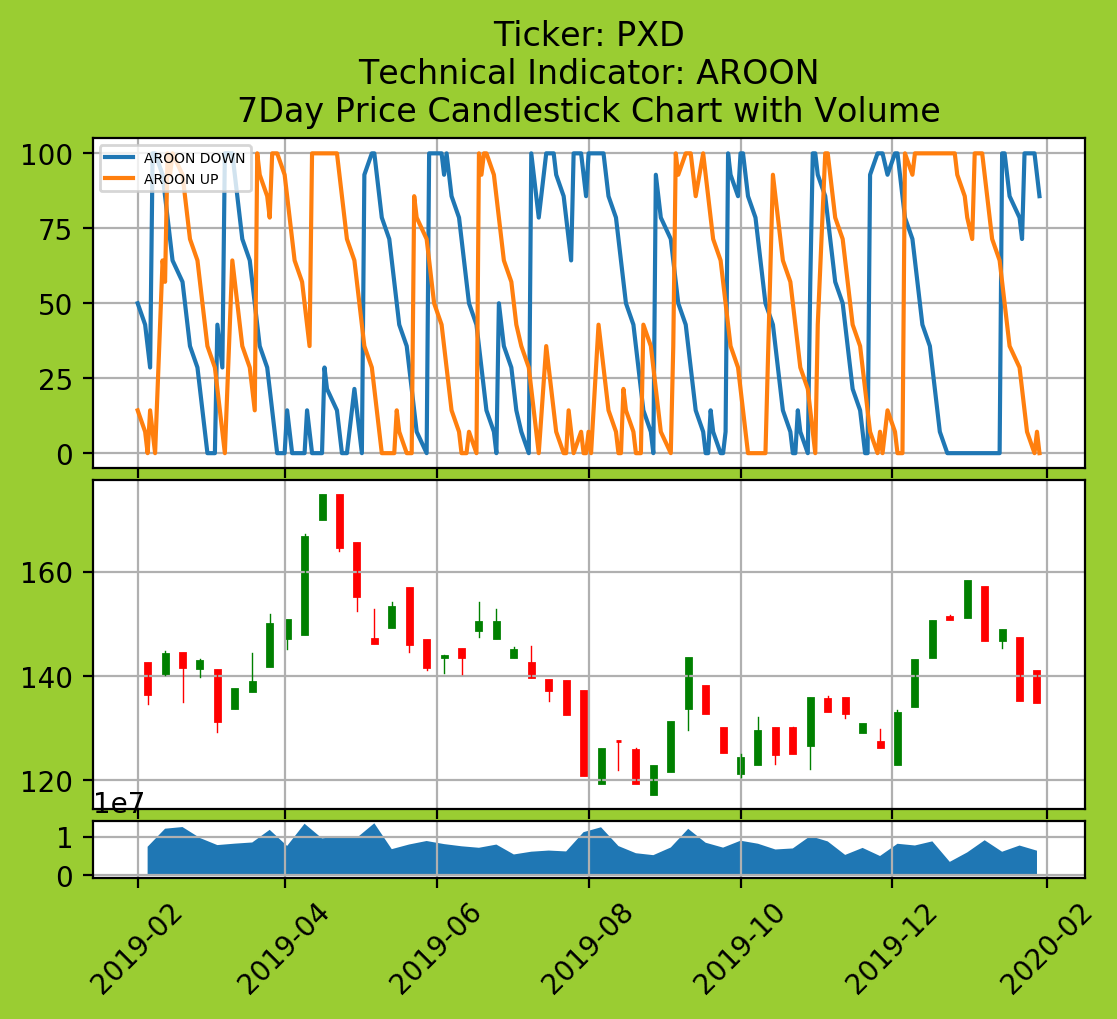 Ticker: PXD
Technical Indicator: AROON
7Day Price Candlestick Chart with Volume
AROON DOWN
AROON UP
100
75
50
25
0
160
140
120
1e7
1
0
2019-02
2019-04
2019-06
2019-08
2019-10
2019-12
2020-02